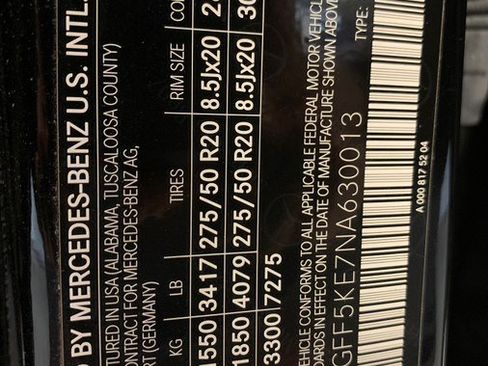 D BY MERCEDES-BENZ U.S. INTL.
TURED IN USA (ALABAMA, TUSCALOOSA COUNTY)
ONTRACT FOR MERCEDES-BENZ AG,
RT (GERMANY)
KG LB TIRES RIM SIZE CO
1550 3417 275/50 R20 8.5Jx20
1850 4079 275/50 R20 8.5Jx20
3300 7275
VEHICLE CONFORMS TO ALL APPLICABLE FEDERAL MOTOR VEHICL
DARDS IN EFFECT ON THE DATE OF MANUFACTURE SHOWN ABOVE
GFF5KE7NA630013 TYPE:
A 000 817 52 04